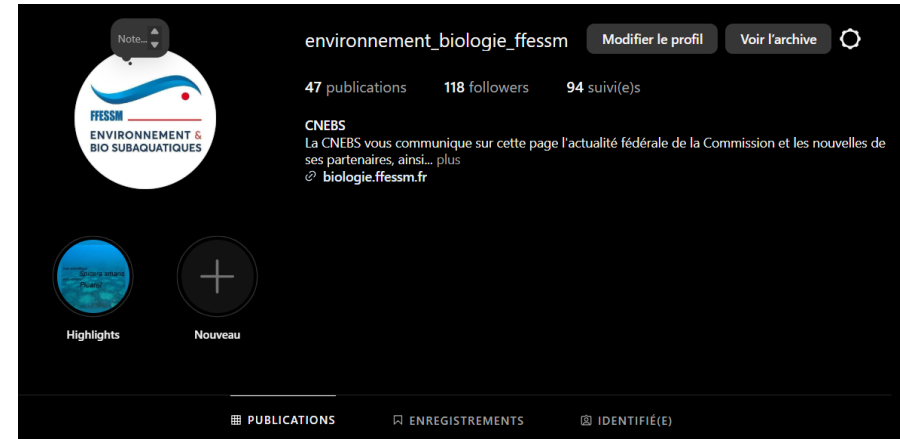 Note...
FFESSM
ENVIRONNEMENT &
BIO SUBAQUATIQUES
environnement_biologie_ffessm Modifier le profil Voir l'archive
47 publications 118 followers 94 suivi(e)s
CNEBS
La CNEBS vous communique sur cette page l'actualité fédérale de la Commission et les nouvelles de
ses partenaires, ainsi... plus
biologie.ffessm.fr
Highlights Nouveau
PUBLICATIONS ENREGISTREMENTS IDENTIFIÉ(E)